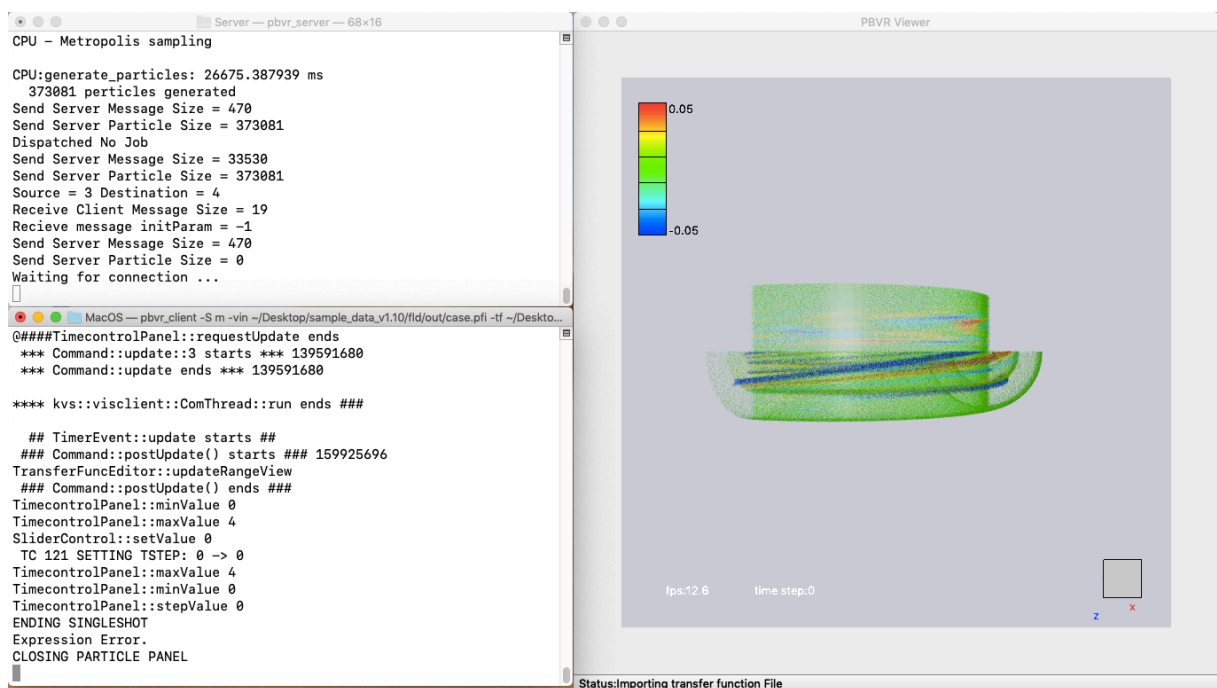 Server — pbvr_server — 68×16
CPU - Metropolis sampling
CPU:generate_particles: 26675.387939 ms
373081 perticles generated
Send Server Message Size = 470
Send Server Particle Size = 373081
Dispatched No Job
Send Server Message Size = 33530
Send Server Particle Size = 373081
Source = 3 Destination = 4
Receive Client Message Size = 19
Recieve message initParam = -1
Send Server Message Size = 470
Send Server Particle Size = 0
Waiting for connection ...
MacOS — pbvr_client -S m -vin ~/Desktop/sample_data_v1.10/fld/out/case.pfi -tf ~/Deskto...
@####TimecontrolPanel::requestUpdate ends
*** Command::update::3 starts *** 139591680
*** Command::update ends *** 139591680
**** kvs::visclient::ComThread::run ends ###
## TimerEvent::update starts ##
### Command::postUpdate() starts ### 159925696
TransferFuncEditor::updateRangeView
### Command::postUpdate() ends ###
TimecontrolPanel::minValue 0
TimecontrolPanel::maxValue 4
SliderControl::setValue 0
TC 121 SETTING TSTEP: 0 -> 0
TimecontrolPanel::maxValue 4
TimecontrolPanel::minValue 0
TimecontrolPanel::stepValue 0
ENDING SINGLESHOT
Expression Error.
CLOSING PARTICLE PANEL
PBVR Viewer
0.05
-0.05
fps:12.6 time step:0
x
z
Status:Importing transfer function File